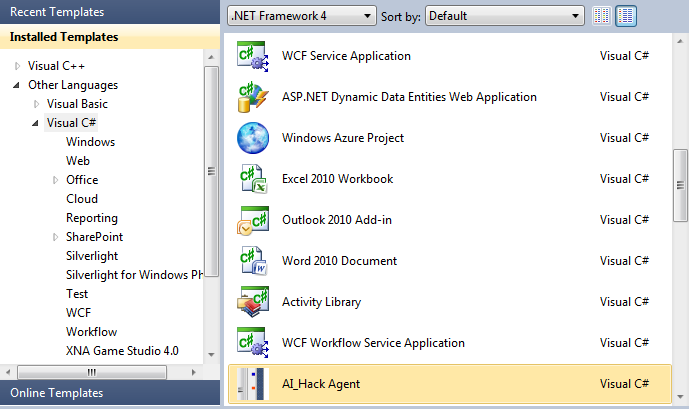 Recent Templates
.NET Framework 4 Sort by: Default
Installed Templates
Visual C++
Other Languages
Visual Basic
Visual C#
Windows
Web
Office
Cloud
Reporting
SharePoint
Silverlight
Silverlight for Windows Ph
Test
WCF
Workflow
XNA Game Studio 4.0
Online Templates
WCF Service Application Visual C#
ASP.NET Dynamic Data Entities Web Application Visual C#
Windows Azure Project Visual C#
Excel 2010 Workbook Visual C#
Outlook 2010 Add-in Visual C#
Word 2010 Document Visual C#
Activity Library Visual C#
WCF Workflow Service Application Visual C#
AI_Hack Agent Visual C#